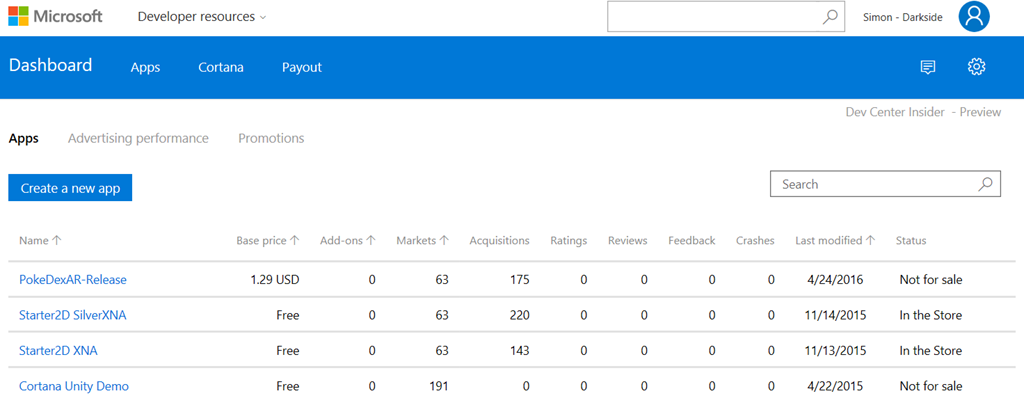 Microsoft Developer resources Simon - Darkside
Dashboard Apps Cortana Payout
Dev Center Insider - Preview
Apps Advertising performance Promotions
Create a new app Search
Name Base price Add-ons Markets Acquisitions Ratings Reviews Feedback Crashes Last modified Status
PokeDexAR-Release 1.29 USD 0 63 175 0 0 0 0 4/24/2016 Not for sale
Starter2D SilverXNA Free 0 63 220 0 0 0 0 11/14/2015 In the Store
Starter2D XNA Free 0 63 143 0 0 0 0 11/13/2015 In the Store
Cortana Unity Demo Free 0 191 0 0 0 0 0 4/22/2015 Not for sale